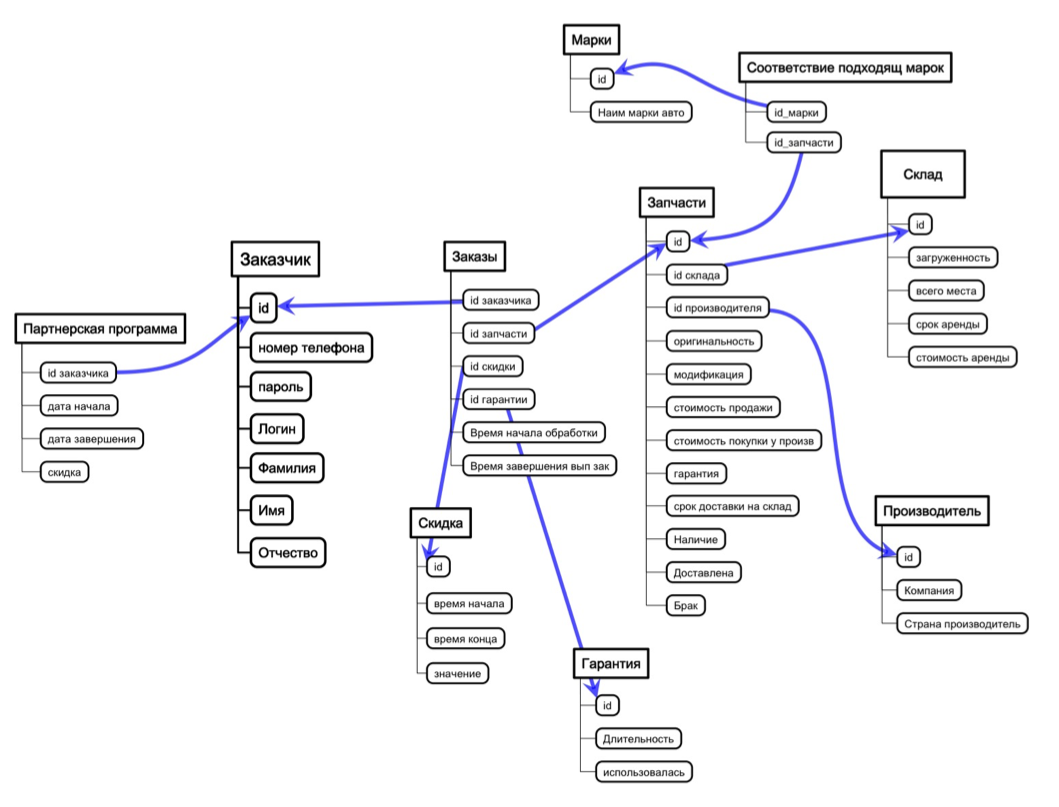 Марки
id
Наим марки авто
Соответствие подходящ марок
id_марки
id_запчасти
Склад
id
загруженность
всего места
срок аренды
стоимость аренды
Запчасти
id
id склада
id производителя
оригинальность
модификация
стоимость продажи
стоимость покупки у произв
гарантия
срок доставки на склад
Наличие
Доставлена
Брак
Заказы
id заказчика
id запчасти
id скидки
id гарантии
Время начала обработки
Время завершения вып зак
Заказчик
id
номер телефона
пароль
Логин
Фамилия
Имя
Отчество
Партнерская программа
id заказчика
дата начала
дата завершения
скидка
Скидка
id
время начала
время конца
значение
Производитель
id
Компания
Страна производитель
Гарантия
id
Длительность
использовалась